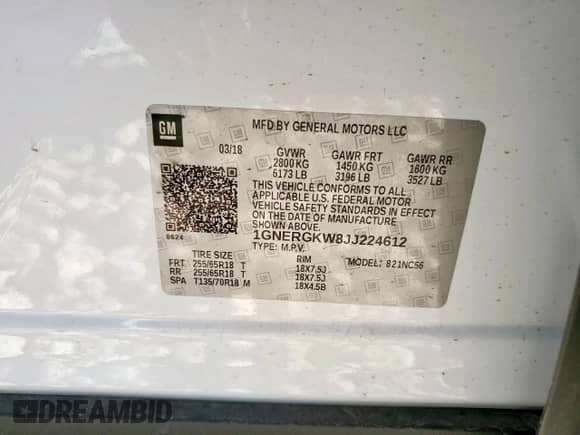 GM
MFD BY GENERAL MOTORS LLC
03/18 GVWR GAWR FRT GAWR RR
2800 KG 1450 KG 1600 KG
6173 LB 3196 LB 3527 LB
THIS VEHICLE CONFORMS TO ALL
APPLICABLE U.S. FEDERAL MOTOR
VEHICLE SAFETY STANDARDS IN EFFECT
ON THE DATE OF MANUFACTURE
SHOWN ABOVE.
8624 1GNERGKW8JJ224612
TYPE: M.P.V.
TIRE SIZE RIM MODEL: 821NC56
FRT 255/65R18 T 18X7.5J
RR 255/65R18 T 18X7.5J
SPA T135/70R18 M 18X4.5B
DREAMBID